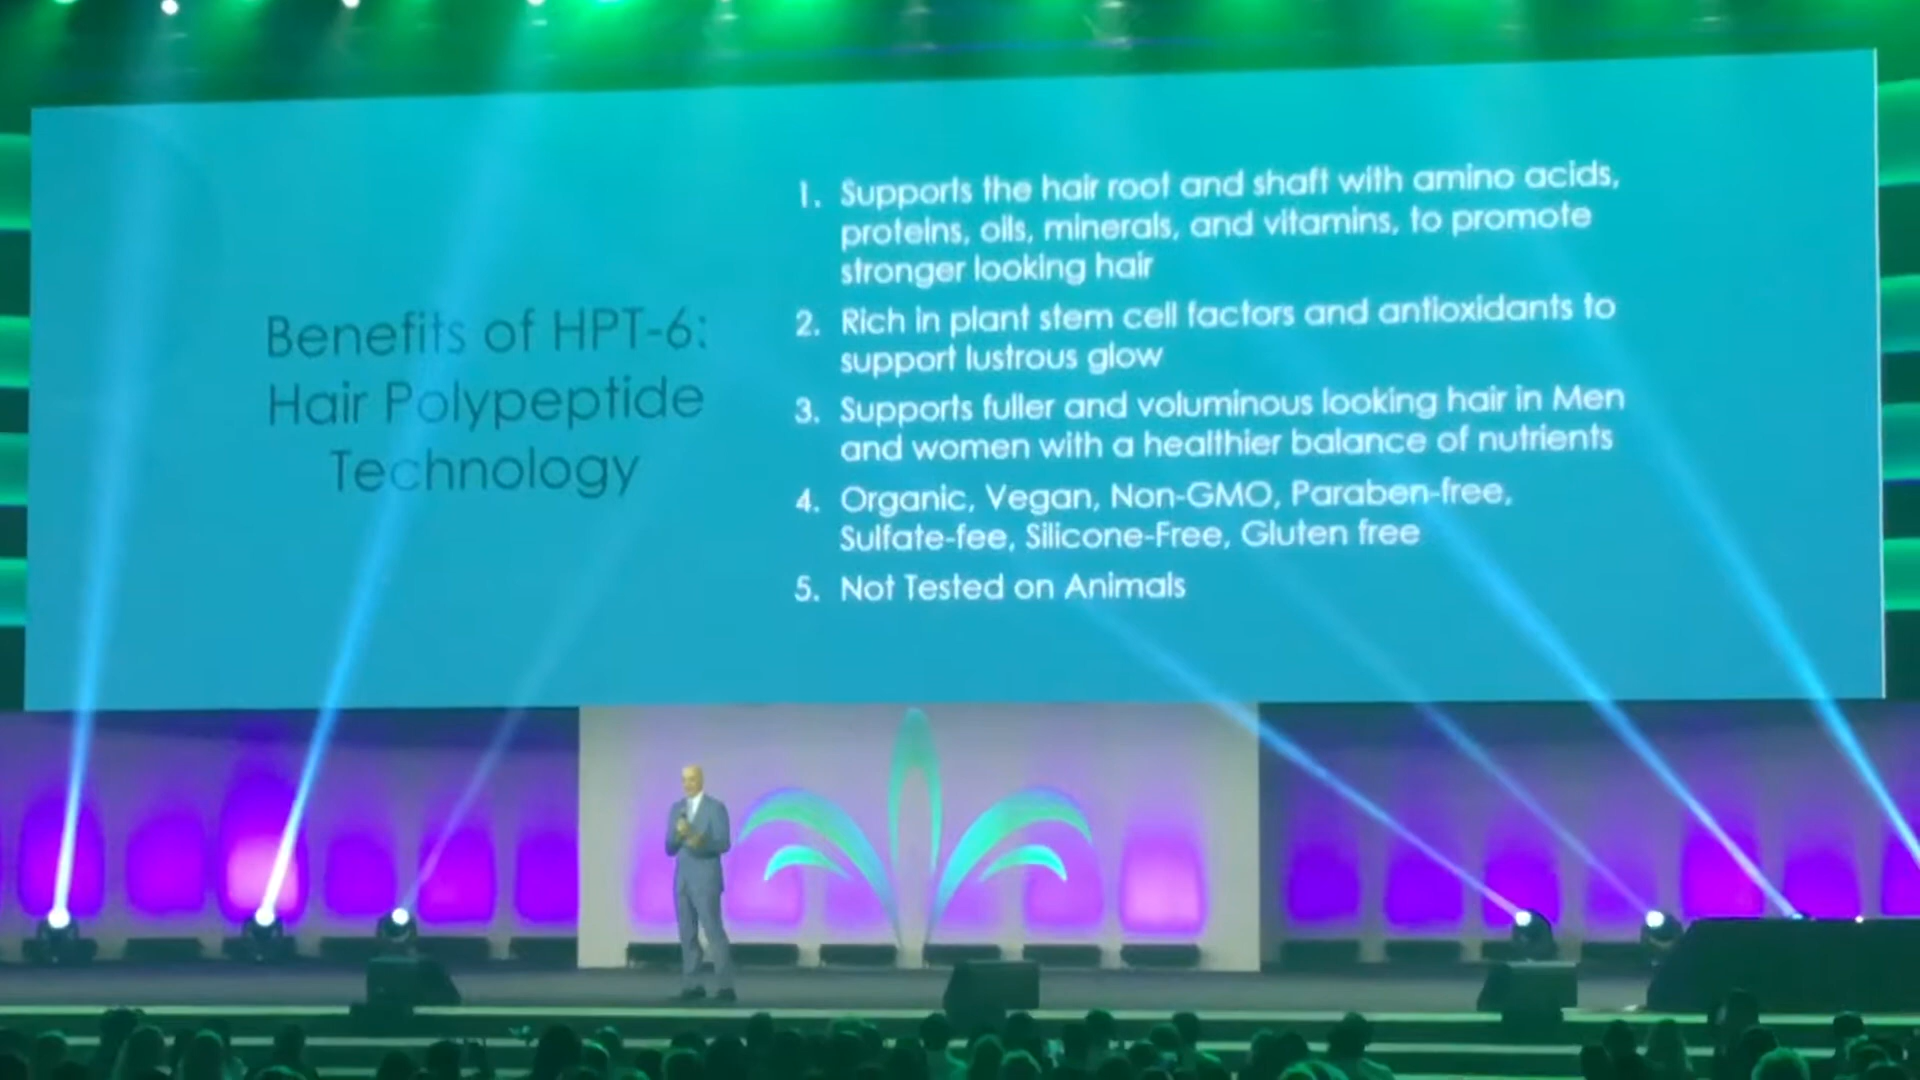 Benefits of HPT-6:
Hair Polypeptide
Technology
1. Supports the hair root and shaft with amino acids,
proteins, oils, minerals, and vitamins, to promote
stronger looking hair
2. Rich in plant stem cell factors and antioxidants to
support lustrous glow
3. Supports fuller and voluminous looking hair in Men
and women with a healthier balance of nutrients
4. Organic, Vegan, Non-GMO, Paraben-free,
Sulfate-fee, Silicone-Free, Gluten free
5. Not Tested on Animals